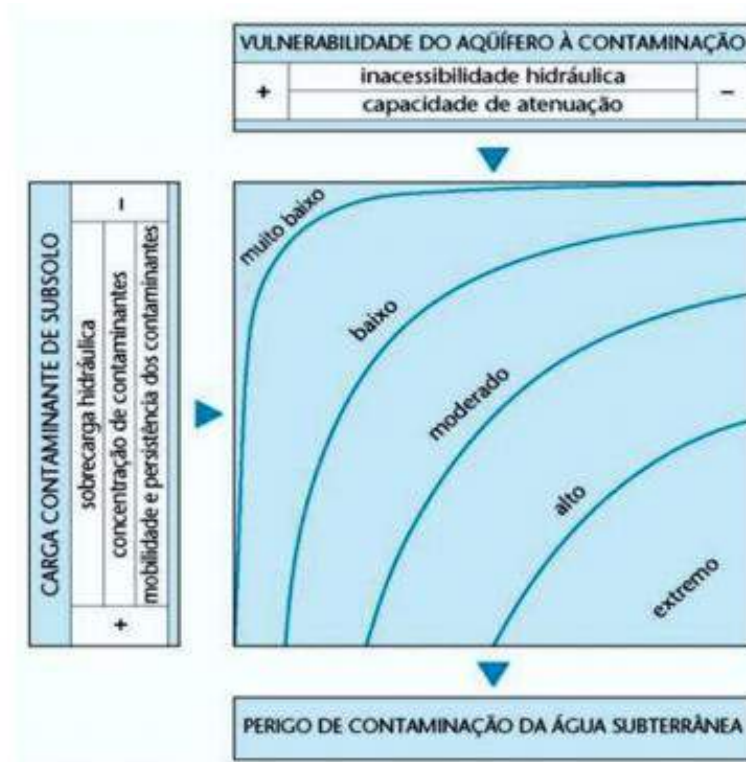 VULNERABILIDADE DO AQÜÍFERO À CONTAMINAÇÃO
+
inacessibilidade hidráulica
capacidade de atenuação
−
CARGA CONTAMINANTE DE SUBSOLO
−
sobrecarga hidráulica
concentração de contaminantes
mobilidade e persistência dos contaminantes
+
muito baixo
baixo
moderado
alto
extremo
PERIGO DE CONTAMINAÇÃO DA ÁGUA SUBTERRÂNEA